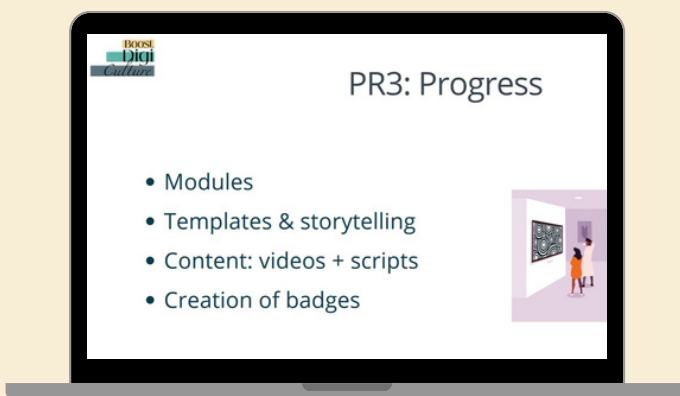 Boost
Digi
Culture
PR3: Progress
• Modules
• Templates & storytelling
• Content: videos + scripts
• Creation of badges